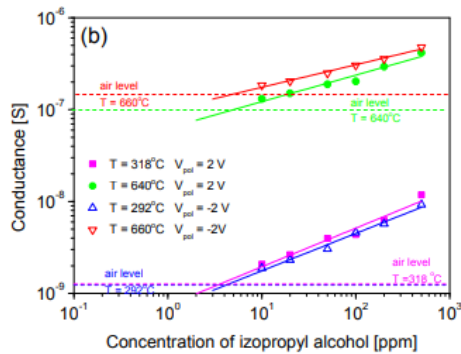 (b)
10^-6
10^-7
10^-8
10^-9
Conductance [S]
air level
T = 660°C
air level
T = 640°C
T = 318°C V_pol = 2 V
T = 640°C V_pol = 2 V
T = 292°C V_pol = -2 V
T = 660°C V_pol = -2V
air level
T = 292°C
air level
T = 318 °C
10^-1 10^0 10^1 10^2 10^3
Concentration of izopropyl alcohol [ppm]